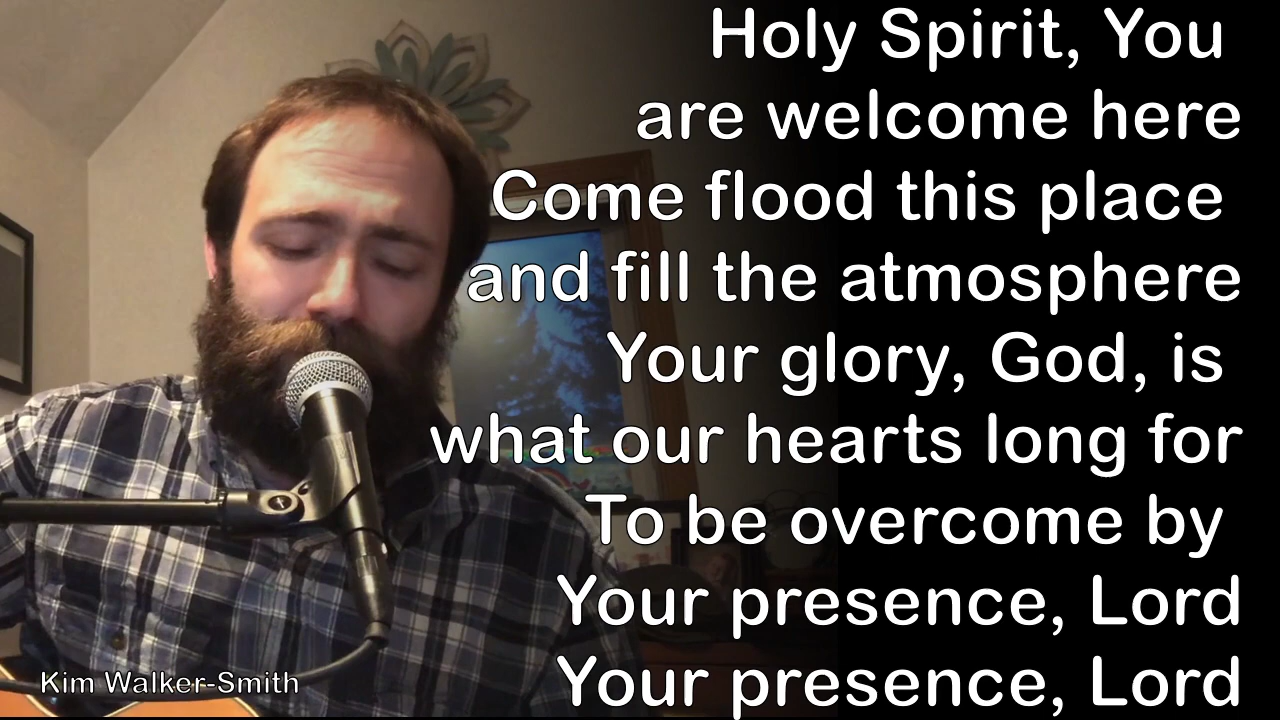 Holy Spirit, You
are welcome here
Come flood this place
and fill the atmosphere
Your glory, God, is
what our hearts long for
To be overcome by
Your presence, Lord
Your presence, Lord
Kim Walker-Smith